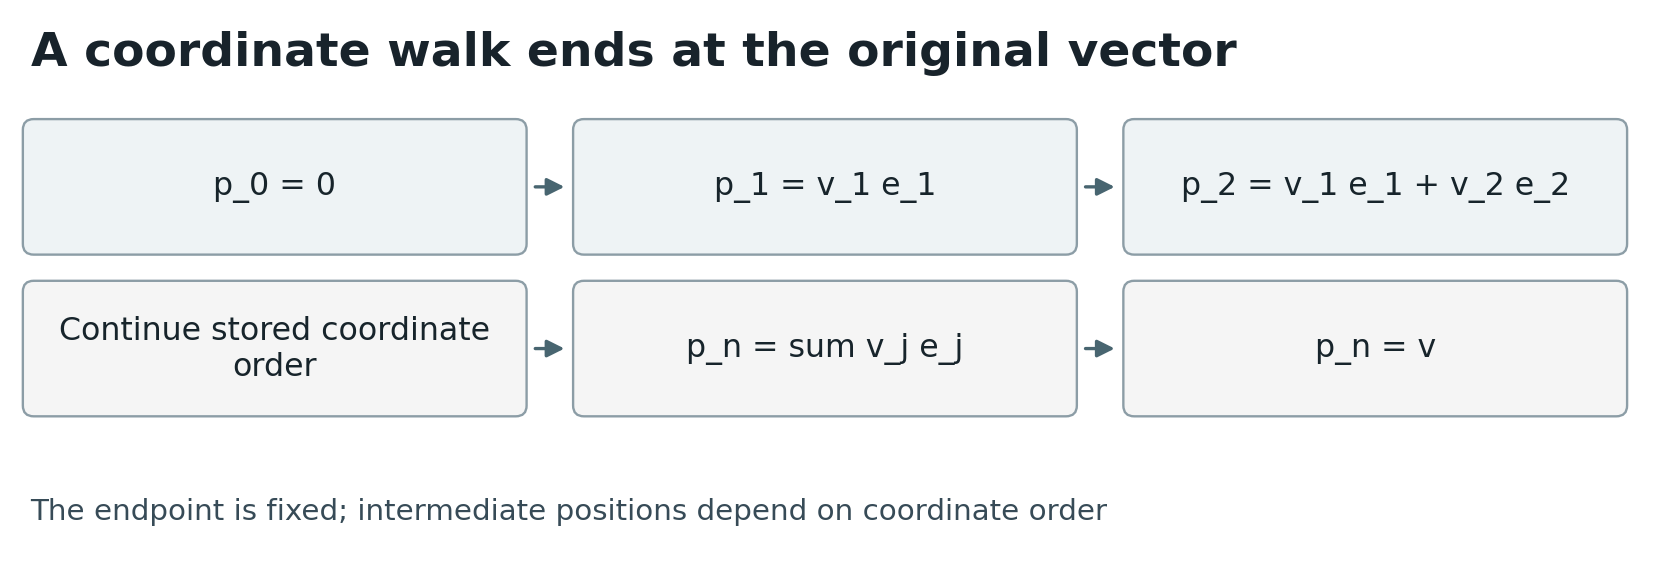 A coordinate walk ends at the original vector
p_0 = 0
p_1 = v_1 e_1
p_2 = v_1 e_1 + v_2 e_2
Continue stored coordinate
order
p_n = sum v_j e_j
p_n = v
The endpoint is fixed; intermediate positions depend on coordinate order